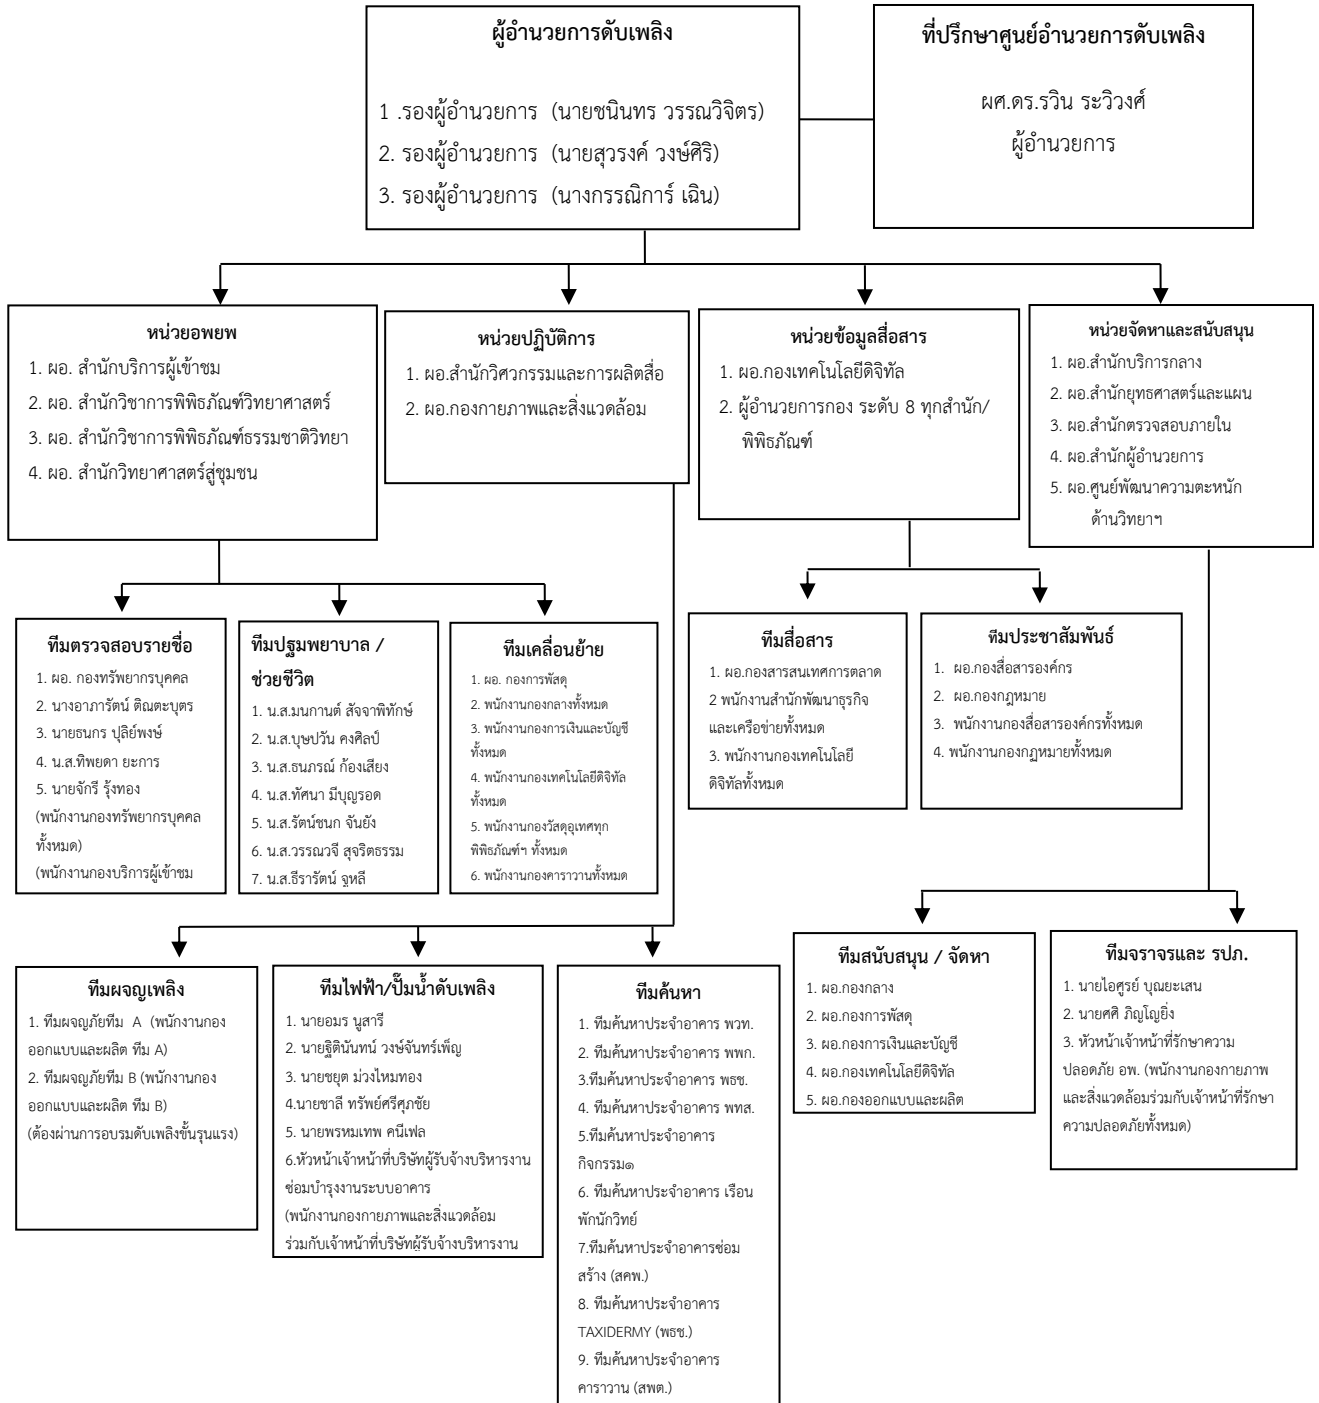 ผู้อำนวยการดับเพลิง
1 .รองผู้อำนวยการ (นายชนินทร วรรณวิจิตร)
2. รองผู้อำนวยการ (นายสุวรงค์ วงษ์ศิริ)
3. รองผู้อำนวยการ (นางกรรณิการ์ เฉิน)
ที่ปรึกษาศูนย์อำนวยการดับเพลิง
ผศ.ดร.รวิน ระวิวงศ์
ผู้อำนวยการ
หน่วยอพยพ
1. ผอ. สำนักบริการผู้เข้าชม
2. ผอ. สำนักวิชาการพิพิธภัณฑ์วิทยาศาสตร์
3. ผอ. สำนักวิชาการพิพิธภัณฑ์ธรรมชาติวิทยา
4. ผอ. สำนักวิทยาศาสตร์สู่ชุมชน
หน่วยปฏิบัติการ
1. ผอ.สำนักวิศวกรรมและการผลิตสื่อ
2. ผอ.กองกายภาพและสิ่งแวดล้อม
หน่วยข้อมูลสื่อสาร
1. ผอ.กองเทคโนโลยีดิจิทัล
2. ผู้อำนวยการกอง ระดับ 8 ทุกสำนัก/
พิพิธภัณฑ์
หน่วยจัดหาและสนับสนุน
1. ผอ.สำนักบริการกลาง
2. ผอ.สำนักยุทธศาสตร์และแผน
3. ผอ.สำนักตรวจสอบภายใน
4. ผอ.สำนักผู้อำนวยการ
5. ผอ.ศูนย์พัฒนาความตะหนัก
ด้านวิทยาฯ
ทีมตรวจสอบรายชื่อ
1. ผอ. กองทรัพยากรบุคคล
2. นางอาภารัตน์ ติณตะบุตร
3. นายธนกร ปุลิย์พงษ์
4. น.ส.ทิพยดา ยะการ
5. นายจักรี รุ้งทอง
(พนักงานกองทรัพยากรบุคคล
ทั้งหมด)
(พนักงานกองบริการผู้เข้าชม
ทีมปฐมพยาบาล /
ช่วยชีวิต
1. น.ส.มนกานต์ สัจจาพิทักษ์
2. น.ส.บุษปวัน คงศิลป์
3. น.ส.ธนภรณ์ ก้องเสียง
4. น.ส.ทัศนา มีบุญรอด
5. น.ส.รัตน์ชนก จันยัง
6. น.ส.วรรณวจี สุจริตธรรม
7. น.ส.ธีรารัตน์ จูหลี
ทีมเคลื่อนย้าย
1. ผอ. กองการพัสดุ
2. พนักงานกองกลางทั้งหมด
3. พนักงานกองการเงินและบัญชี
ทั้งหมด
4. พนักงานกองเทคโนโลยีดิจิทัล
ทั้งหมด
5. พนักงานกองวัสดุอุเทศทุก
พิพิธภัณฑ์ฯ ทั้งหมด
6. พนักงานกองคาราวานทั้งหมด
ทีมสื่อสาร
1. ผอ.กองสารสนเทศการตลาด
2 พนักงานสำนักพัฒนาธุรกิจ
และเครือข่ายทั้งหมด
3. พนักงานกองเทคโนโลยี
ดิจิทัลทั้งหมด
ทีมประชาสัมพันธ์
1. ผอ.กองสื่อสารองค์กร
2. ผอ.กองกฎหมาย
3. พนักงานกองสื่อสารองค์กรทั้งหมด
4. พนักงานกองกฏหมายทั้งหมด
ทีมผจญเพลิง
1. ทีมผจญภัยทีม A (พนักงานกอง
ออกแบบและผลิต ทีม A)
2. ทีมผจญภัยทีม B (พนักงานกอง
ออกแบบและผลิต ทีม B)
(ต้องผ่านการอบรมดับเพลิงขั้นรุนแรง)
ทีมไฟฟ้า/ปั๊มน้ำดับเพลิง
1. นายอมร นูสารี
2. นายฐิตินันทน์ วงษ์จันทร์เพ็ญ
3. นายชยุต ม่วงไหมทอง
4.นายชาลี ทรัพย์ศรีศุภชัย
5. นายพรหมเทพ คนีเฟล
6.หัวหน้าเจ้าหน้าที่บริษัทผู้รับจ้างบริหารงาน
ซ่อมบำรุงงานระบบอาคาร
(พนักงานกองกายภาพและสิ่งแวดล้อม
ร่วมกับเจ้าหน้าที่บริษัทผู้รับจ้างบริหารงาน
ทีมค้นหา
1. ทีมค้นหาประจำอาคาร พวท.
2. ทีมค้นหาประจำอาคาร พพก.
3.ทีมค้นหาประจำอาคาร พธช.
4. ทีมค้นหาประจำอาคาร พทส.
5.ทีมค้นหาประจำอาคาร
กิจกรรม๑
6. ทีมค้นหาประจำอาคาร เรือน
พักนักวิทย์
7.ทีมค้นหาประจำอาคารซ่อม
สร้าง (สคพ.)
8. ทีมค้นหาประจำอาคาร
TAXIDERMY (พธช.)
9. ทีมค้นหาประจำอาคาร
คาราวาน (สพต.)
ทีมสนับสนุน / จัดหา
1. ผอ.กองกลาง
2. ผอ.กองการพัสดุ
3. ผอ.กองการเงินและบัญชี
4. ผอ.กองเทคโนโลยีดิจิทัล
5. ผอ.กองออกแบบและผลิต
ทีมจราจรและ รปภ.
1. นายไอศูรย์ บุณยะเสน
2. นายศศิ ภิญโญยิ่ง
3. หัวหน้าเจ้าหน้าที่รักษาความ
ปลอดภัย อพ. (พนักงานกองกายภาพ
และสิ่งแวดล้อมร่วมกับเจ้าหน้าที่รักษา
ความปลอดภัยทั้งหมด)